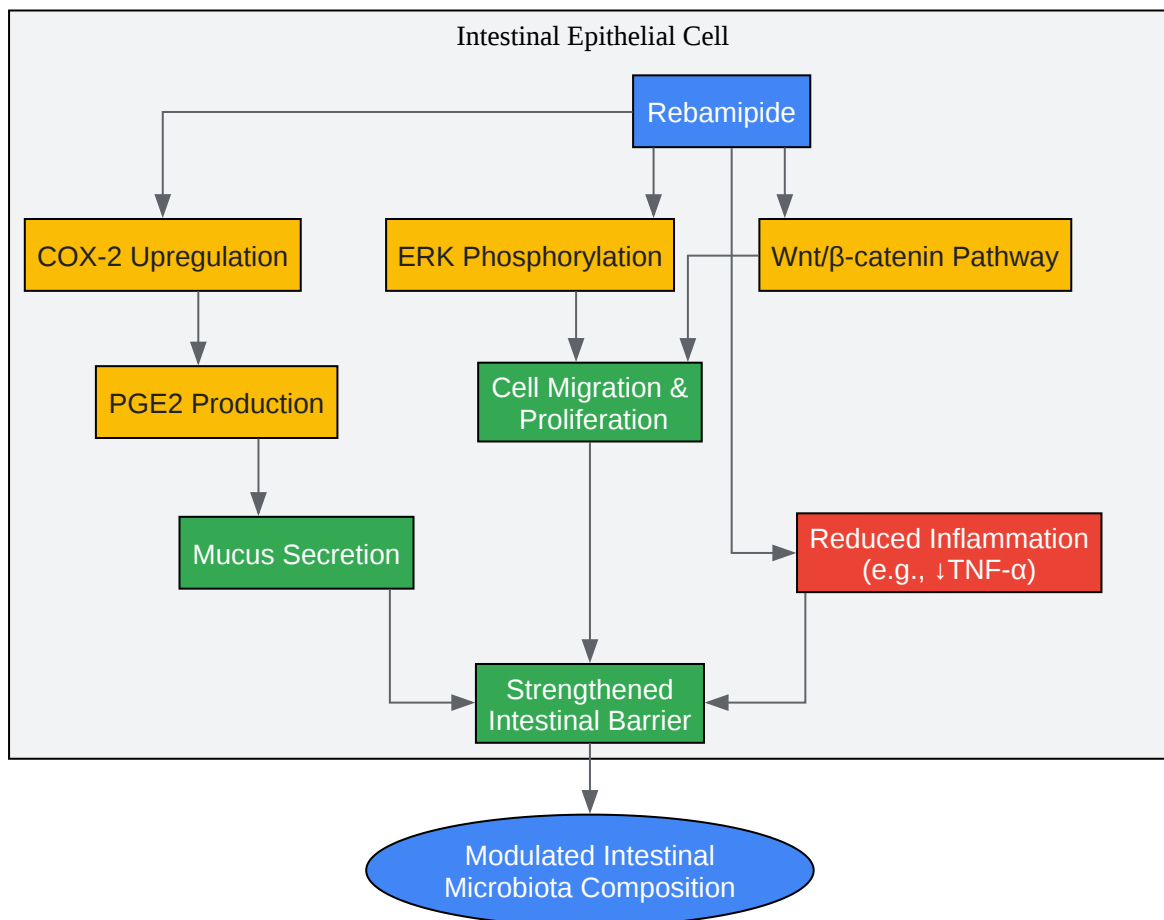 Intestinal Epithelial Cell
Rebamipide
COX-2 Upregulation
ERK Phosphorylation
Wnt/β-catenin Pathway
PGE2 Production
Cell Migration &
Proliferation
Mucus Secretion
Reduced Inflammation
(e.g., ↓TNF-α)
Strengthened
Intestinal Barrier
Modulated Intestinal
Microbiota Composition